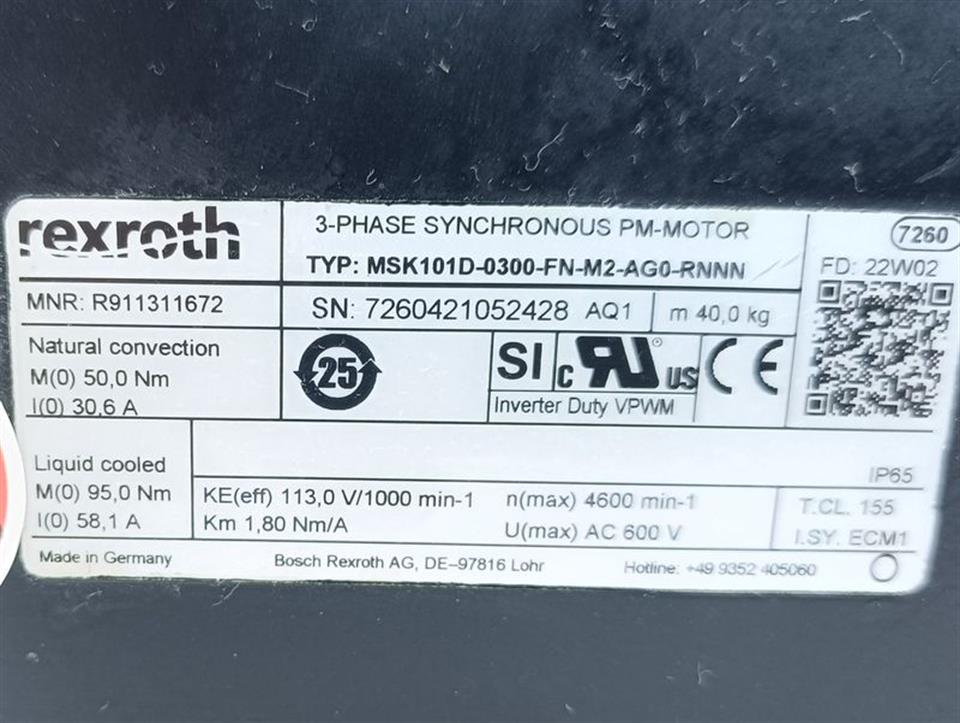 rexroth
3-PHASE SYNCHRONOUS PM-MOTOR
7260
TYP: MSK101D-0300-FN-M2-AG0-RNNN
FD: 22W02
MNR: R911311672
SN: 7260421052428 AQ1
m 40,0 kg
Natural convection
M(0) 50,0 Nm
I(0) 30,6 A
25
SI
c RU US
CE
Inverter Duty VPWM
Liquid cooled
M(0) 95,0 Nm
I(0) 58,1 A
IP65
KE(eff) 113,0 V/1000 min-1
Km 1,80 Nm/A
n(max) 4600 min-1
U(max) AC 600 V
T.CL. 155
I.SY. ECM1
Made in Germany
Bosch Rexroth AG, DE-97816 Lohr
Hotline: +49 9352 405060